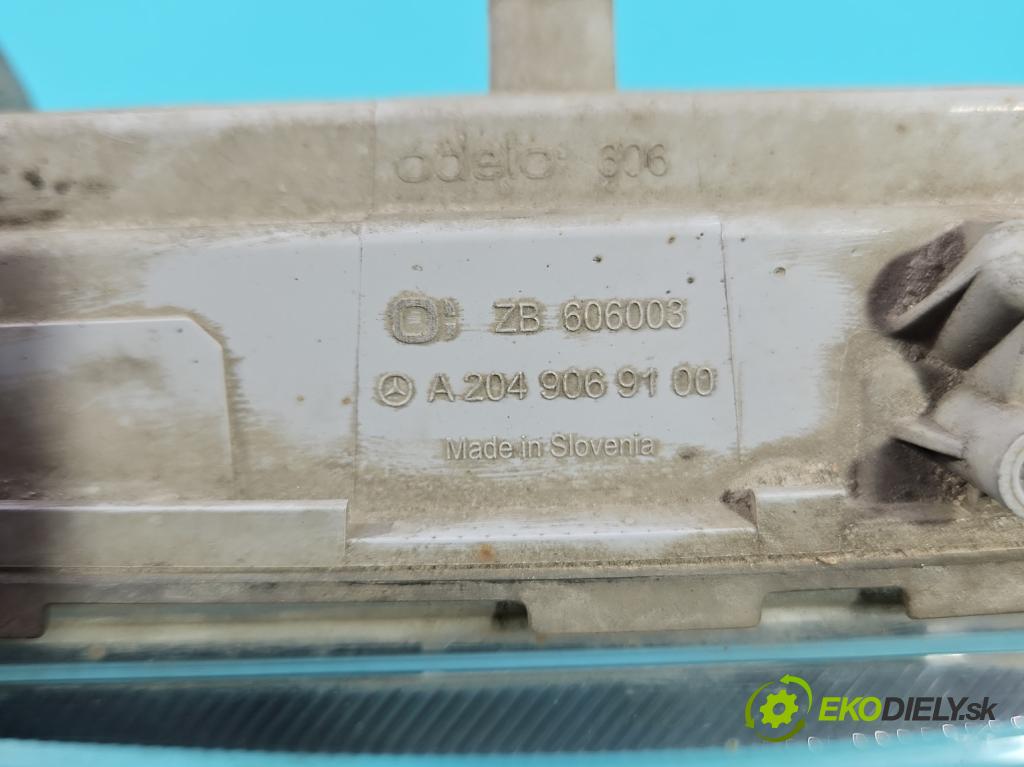 odelo 606
ZB 606003
A 204 906 91 00
Made in Slovenia
EKODIELY.sk